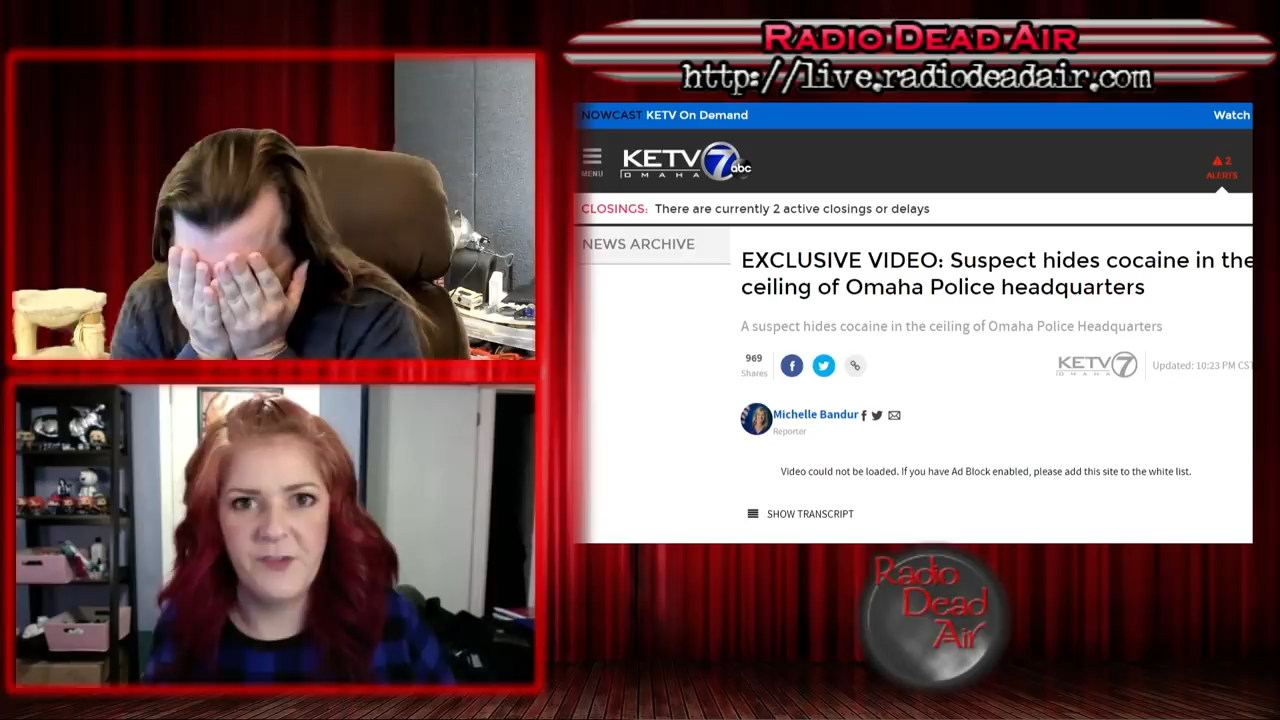 Radio Dead Air
http://live.radiodeadair.com
NOWCAST KETV On Demand
Watch
MENU
KETV 7 abc
OMAHA
2
ALERTS
CLOSINGS: There are currently 2 active closings or delays
NEWS ARCHIVE
EXCLUSIVE VIDEO: Suspect hides cocaine in the
ceiling of Omaha Police headquarters
A suspect hides cocaine in the ceiling of Omaha Police Headquarters
969
Shares
KETV 7
OMAHA
Updated: 10:23 PM CST
Michelle Bandur
Reporter
Video could not be loaded. If you have Ad Block enabled, please add this site to the white list.
SHOW TRANSCRIPT
Radio
Dead
Air